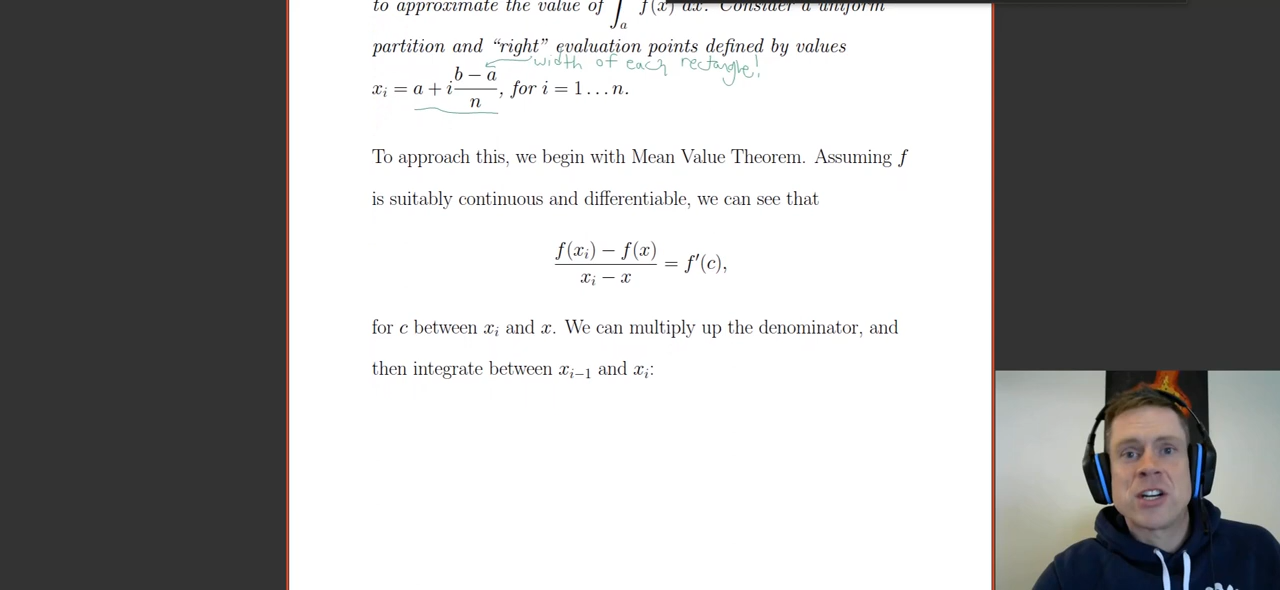 to approximate the value of ∫ₐ f(x) dx. Consider a uniform
partition and “right” evaluation points defined by values
width of each rectangle!
xᵢ = a + i (b − a)/n, for i = 1 . . . n.
To approach this, we begin with Mean Value Theorem. Assuming f
is suitably continuous and differentiable, we can see that
(f(xᵢ) − f(x))/(xᵢ − x) = f′(c),
for c between xᵢ and x. We can multiply up the denominator, and
then integrate between xᵢ₋₁ and xᵢ: